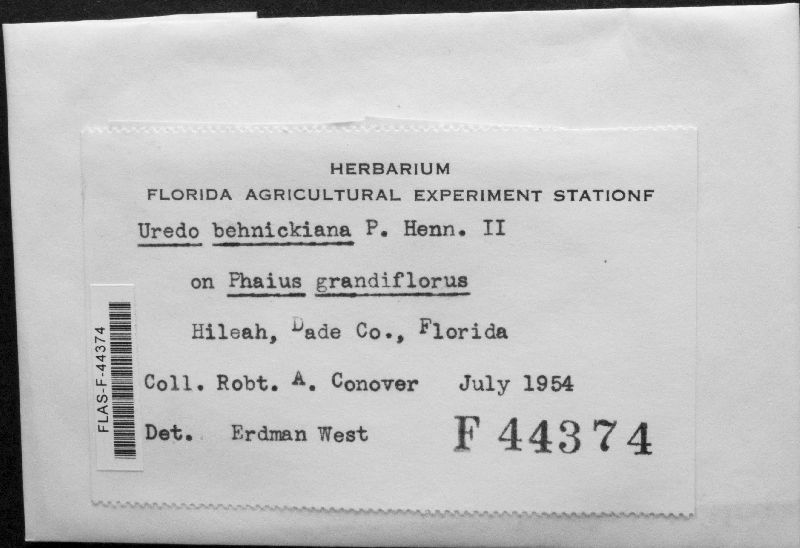 HERBARIUM
FLORIDA AGRICULTURAL EXPERIMENT STATIONF
Uredo behnickiana P. Henn. II
on Phaius grandiflorus
Hileah, Dade Co., Florida
Coll. Robt. A. Conover July 1954
Det. Erdman West
F 44374
FLAS-F-44374